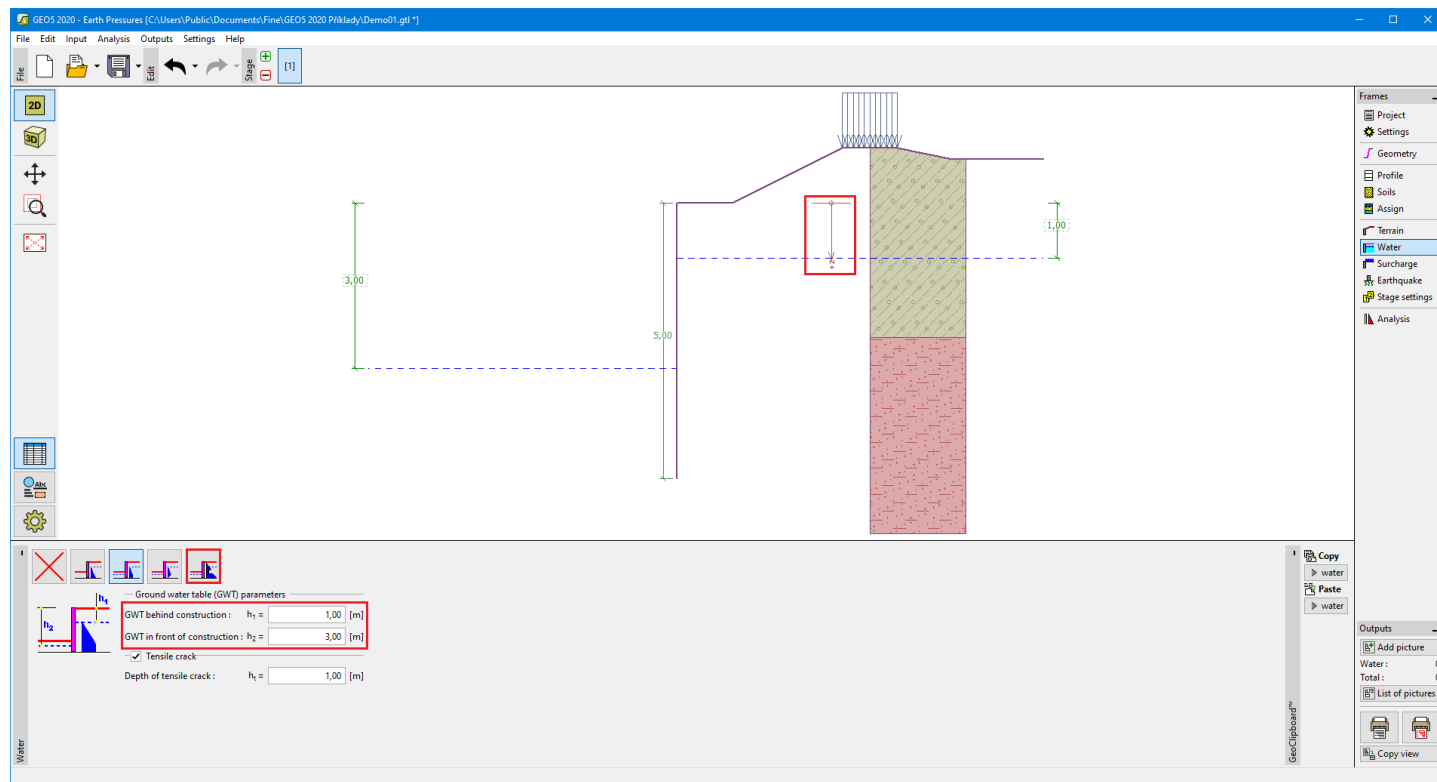 GEO5 2020 - Earth Pressures [C:\Users\Public\Documents\Fine\GEO5 2020 Příklady\Demo01.gtl *]
File Edit Input Analysis Outputs Settings Help
File
Edit
Stage
[1]
2D
3D
3,00
5,00
+z
1,00
Frames
Project
Settings
Geometry
Profile
Soils
Assign
Terrain
Water
Surcharge
Earthquake
Stage settings
Analysis
Abc
Water
h₁
h₂
Ground water table (GWT) parameters
GWT behind construction : h₁ = 1,00 [m]
GWT in front of construction : h₂ = 3,00 [m]
Tensile crack
Depth of tensile crack : hₜ = 1,00 [m]
GeoClipboard™
Copy
water
Paste
water
Outputs
Add picture
Water :
Total :
List of pictures
Copy view